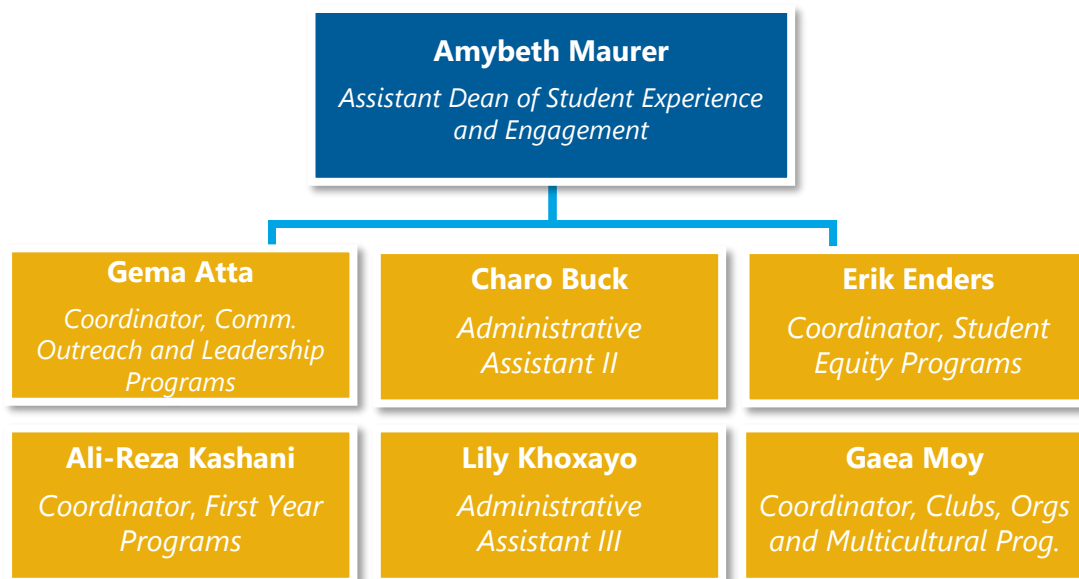 Amybeth Maurer
Assistant Dean of Student Experience
and Engagement
Gema Atta
Coordinator, Comm.
Outreach and Leadership
Programs
Charo Buck
Administrative
Assistant II
Erik Enders
Coordinator, Student
Equity Programs
Ali-Reza Kashani
Coordinator, First Year
Programs
Lily Khoxayo
Administrative
Assistant III
Gaea Moy
Coordinator, Clubs, Orgs
and Multicultural Prog.